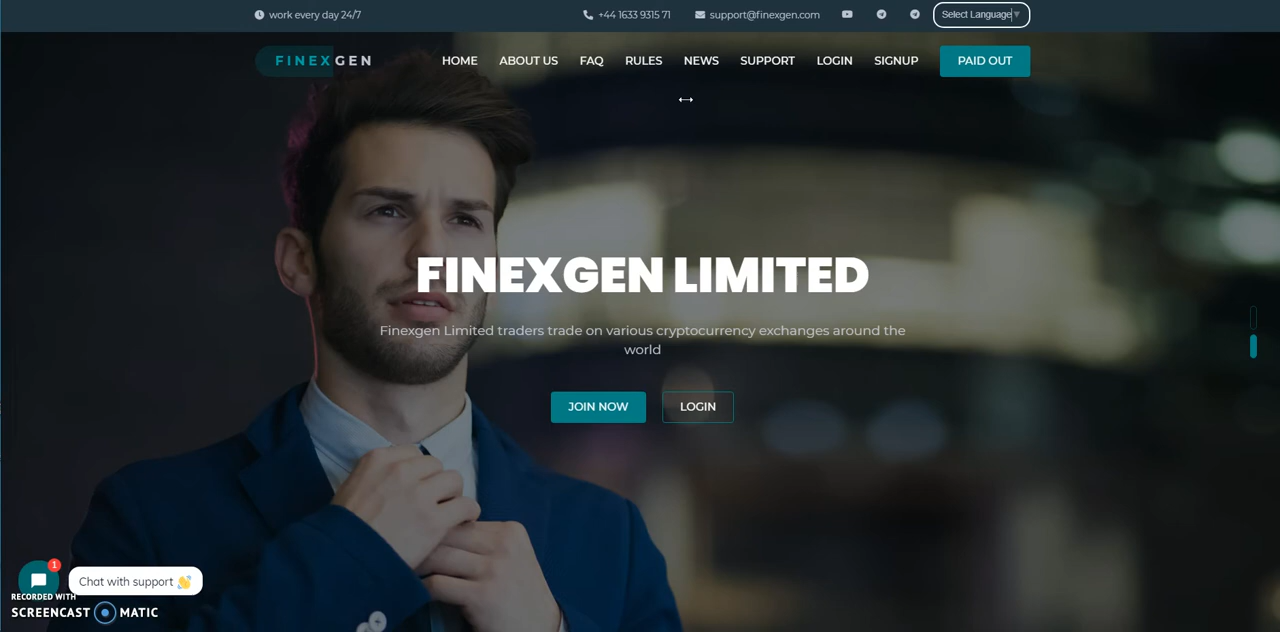 work every day 24/7
+44 1633 9315 71
support@finexgen.com
Select Language
FINEXGEN
HOME
ABOUT US
FAQ
RULES
NEWS
SUPPORT
LOGIN
SIGNUP
PAID OUT
FINEXGEN LIMITED
Finexgen Limited traders trade on various cryptocurrency exchanges around the
world
JOIN NOW
LOGIN
1
Chat with support
RECORDED WITH
SCREENCAST MATIC